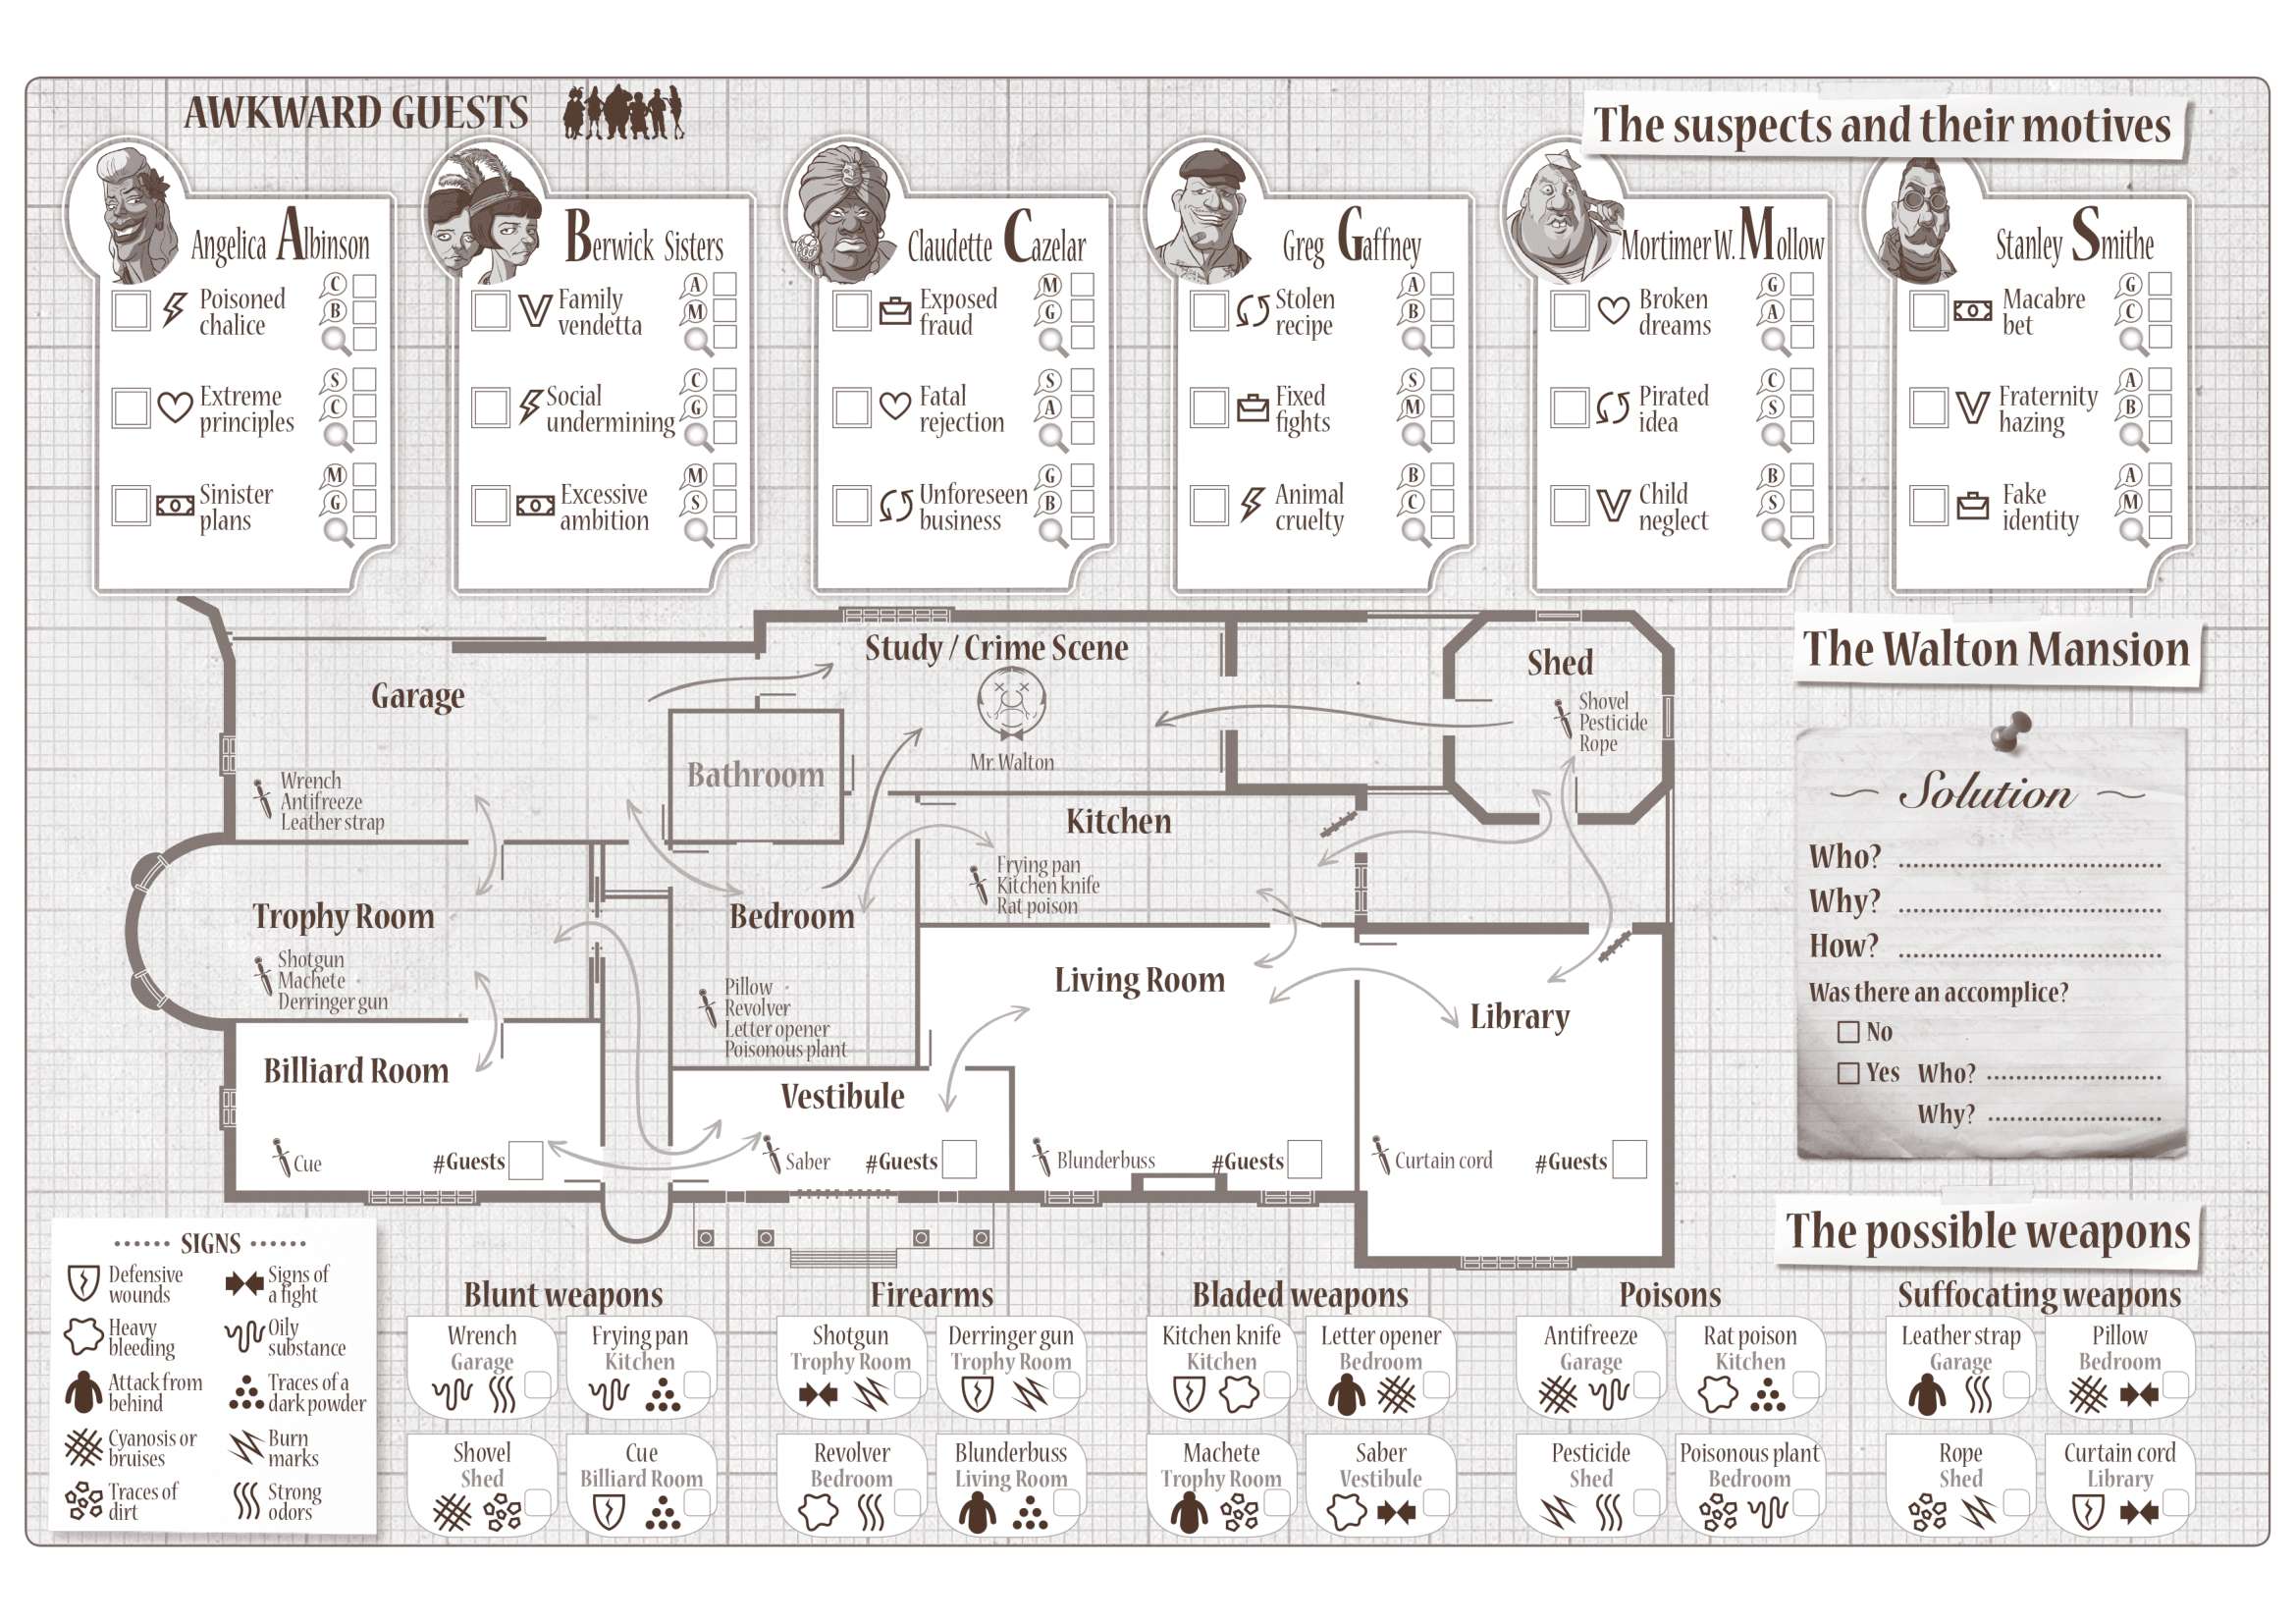 AWKWARD GUESTS
The suspects and their motives
Angelica Albinson
Poisoned
chalice
C
B
Extreme
principles
S
C
Sinister
plans
M
G
Berwick Sisters
Family
vendetta
A
M
Social
undermining
C
G
Excessive
ambition
M
S
Claudette Cazelar
Exposed
fraud
M
G
Fatal
rejection
S
A
Unforeseen
business
G
B
Greg Gaffney
Stolen
recipe
A
B
Fixed
fights
S
M
Animal
cruelty
B
C
Mortimer W. Mollow
Broken
dreams
G
A
Pirated
idea
C
S
Child
neglect
B
S
Stanley Smithe
Macabre
bet
G
C
Fraternity
hazing
A
B
Fake
identity
A
M
The Walton Mansion
Garage
Wrench
Antifreeze
Leather strap
Bathroom
Study / Crime Scene
Mr. Walton
Shed
Shovel
Pesticide
Rope
Kitchen
Frying pan
Kitchen knife
Rat poison
Trophy Room
Shotgun
Machete
Derringer gun
Bedroom
Pillow
Revolver
Letter opener
Poisonous plant
Living Room
Blunderbuss
#Guests
Library
Curtain cord
#Guests
Billiard Room
Cue
#Guests
Vestibule
Saber
#Guests
Solution
Who?
Why?
How?
Was there an accomplice?
No
Yes Who?
Why?
SIGNS
Defensive
wounds
Signs of
a fight
Heavy
bleeding
Oily
substance
Attack from
behind
Traces of a
dark powder
Cyanosis or
bruises
Burn
marks
Traces of
dirt
Strong
odors
The possible weapons
Blunt weapons
Wrench
Garage
Frying pan
Kitchen
Shovel
Shed
Cue
Billiard Room
Firearms
Shotgun
Trophy Room
Derringer gun
Trophy Room
Revolver
Bedroom
Blunderbuss
Living Room
Bladed weapons
Kitchen knife
Kitchen
Letter opener
Bedroom
Machete
Trophy Room
Saber
Vestibule
Poisons
Antifreeze
Garage
Rat poison
Kitchen
Pesticide
Shed
Poisonous plant
Bedroom
Suffocating weapons
Leather strap
Garage
Pillow
Bedroom
Rope
Shed
Curtain cord
Library